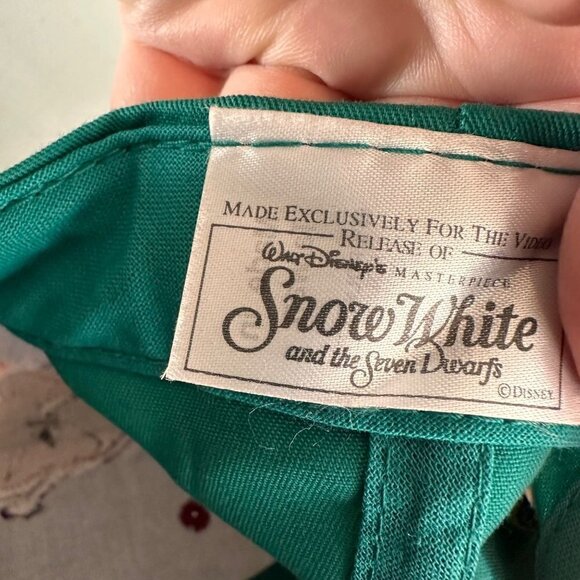 MADE EXCLUSIVELY FOR THE VIDEO
RELEASE OF
WALT DISNEY'S MASTERPIECE
Snow White
and the Seven Dwarfs
© DISNEY